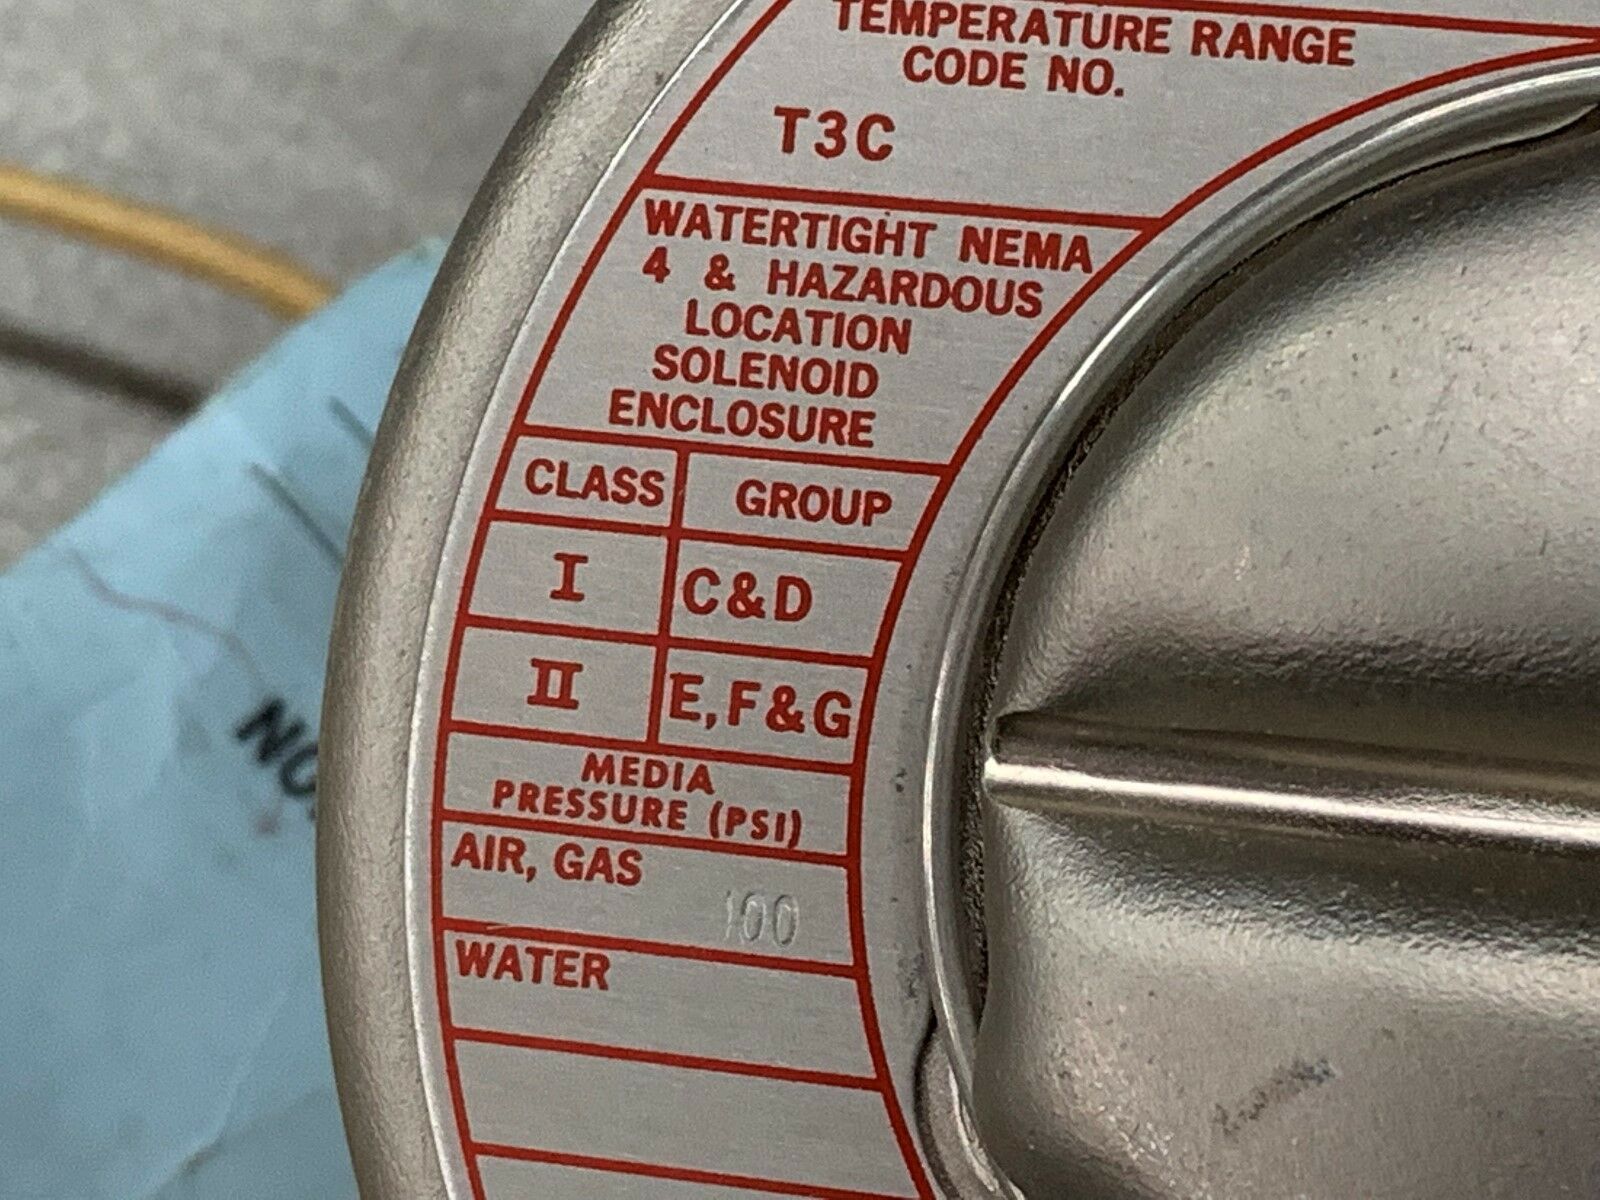 TEMPERATURE RANGE
CODE NO.
T3C
WATERTIGHT NEMA
4 & HAZARDOUS
LOCATION
SOLENOID
ENCLOSURE
CLASS GROUP
I C&D
II E, F & G
MEDIA
PRESSURE (PSI)
AIR, GAS
100
WATER